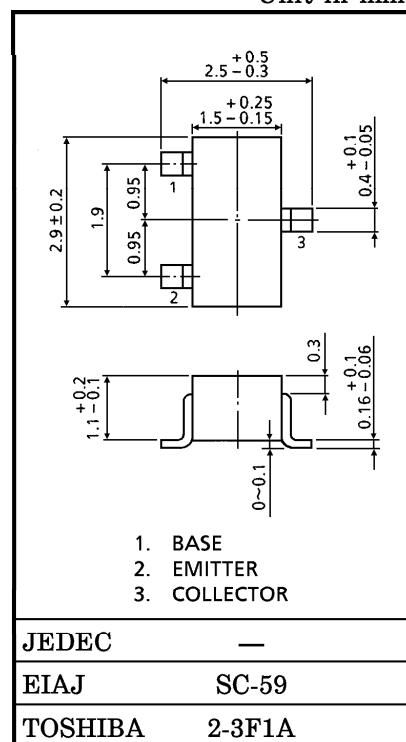 +0.5
2.5 −0.3
+0.25
1.5 −0.15
2.9 ± 0.2
1.9
0.95
0.95
1
2
3
+0.1
0.4 −0.05
+0.2
1.1 −0.1
0.3
+0.1
0.16 −0.06
0~0.1
1. BASE
2. EMITTER
3. COLLECTOR
JEDEC —
EIAJ SC-59
TOSHIBA 2-3F1A